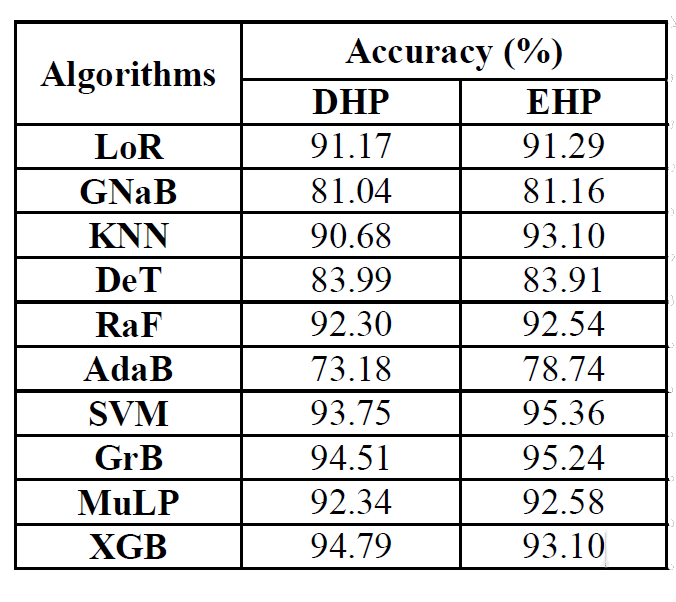 Algorithms Accuracy (%)
DHP EHP
LoR 91.17 91.29
GNaB 81.04 81.16
KNN 90.68 93.10
DeT 83.99 83.91
RaF 92.30 92.54
AdaB 73.18 78.74
SVM 93.75 95.36
GrB 94.51 95.24
MuLP 92.34 92.58
XGB 94.79 93.10